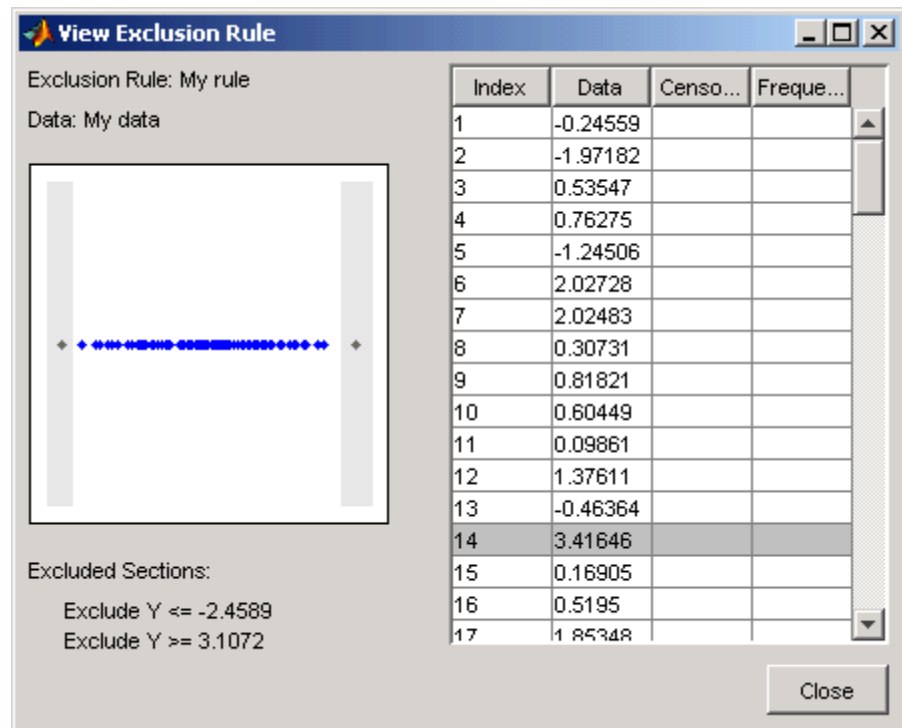 View Exclusion Rule
Exclusion Rule: My rule
Data: My data
Excluded Sections:
Exclude Y <= -2.4589
Exclude Y >= 3.1072
Index Data Censo... Freque...
1 -0.24559
2 -1.97182
3 0.53547
4 0.76275
5 -1.24506
6 2.02728
7 2.02483
8 0.30731
9 0.81821
10 0.60449
11 0.09861
12 1.37611
13 -0.46364
14 3.41646
15 0.16905
16 0.5195
17 1.85348
Close